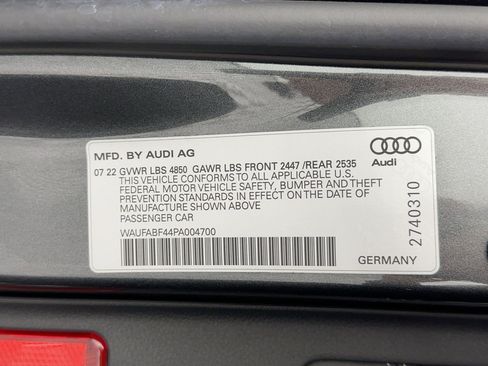 MFD. BY AUDI AG
07 22 GVWR LBS 4850 GAWR LBS FRONT 2447 /REAR 2535
THIS VEHICLE CONFORMS TO ALL APPLICABLE U.S.
FEDERAL MOTOR VEHICLE SAFETY, BUMPER AND THEFT
PREVENTION STANDARDS IN EFFECT ON THE DATE OF
MANUFACTURE SHOWN ABOVE
PASSENGER CAR
WAUFABF44PA004700
Audi
2740310
GERMANY